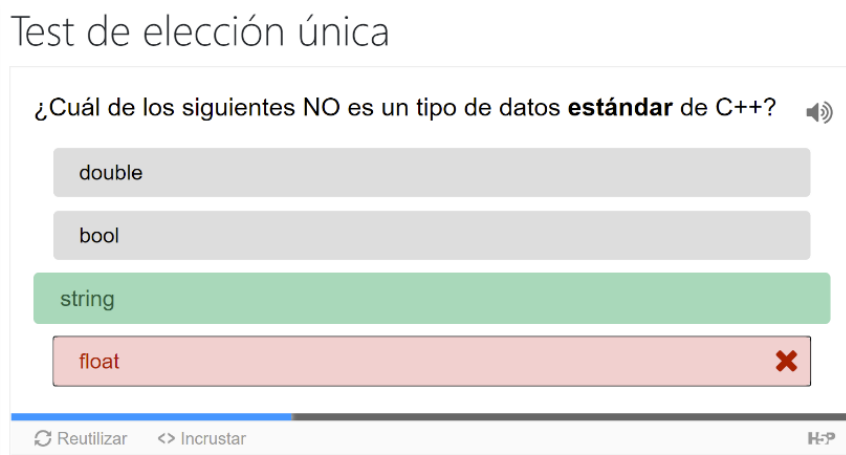 Test de elección única
¿Cuál de los siguientes NO es un tipo de datos estándar de C++?
double
bool
string
float
Reutilizar <> Incrustar
H5P